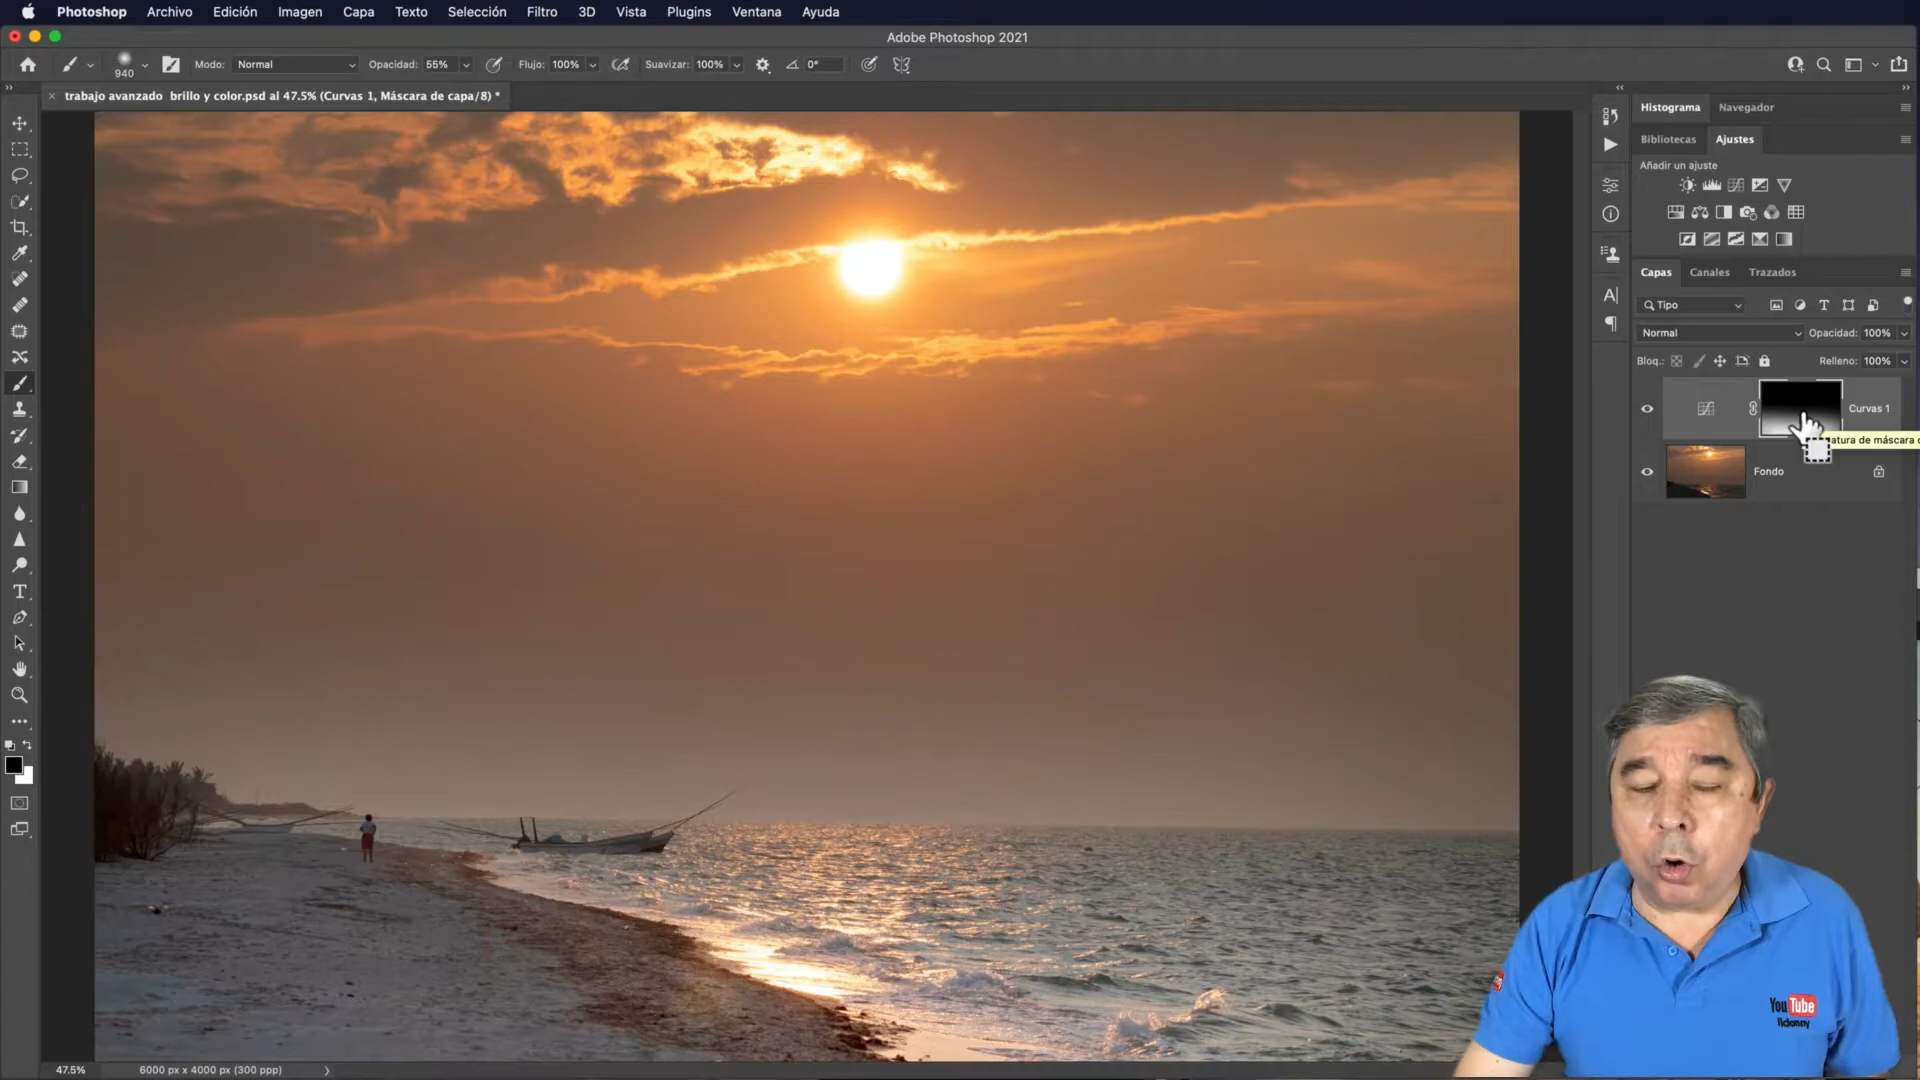 Photoshop Archivo Edición Imagen Capa Texto Selección Filtro 3D Vista Plugins Ventana Ayuda
Adobe Photoshop 2021
940 Modo: Normal Opacidad: 55% Flujo: 100% Suavizar: 100% 0°
trabajo avanzado brillo y color.psd al 47.5% (Curvas 1, Máscara de capa/8) *
Histograma Navegador
Bibliotecas Ajustes
Añadir un ajuste
Capas Canales Trazados
Tipo
Normal Opacidad: 100%
Bloq.: Relleno: 100%
Curvas 1
de máscara
Fondo
YouTube
47.5% 6000 px x 4000 px (300 ppp)